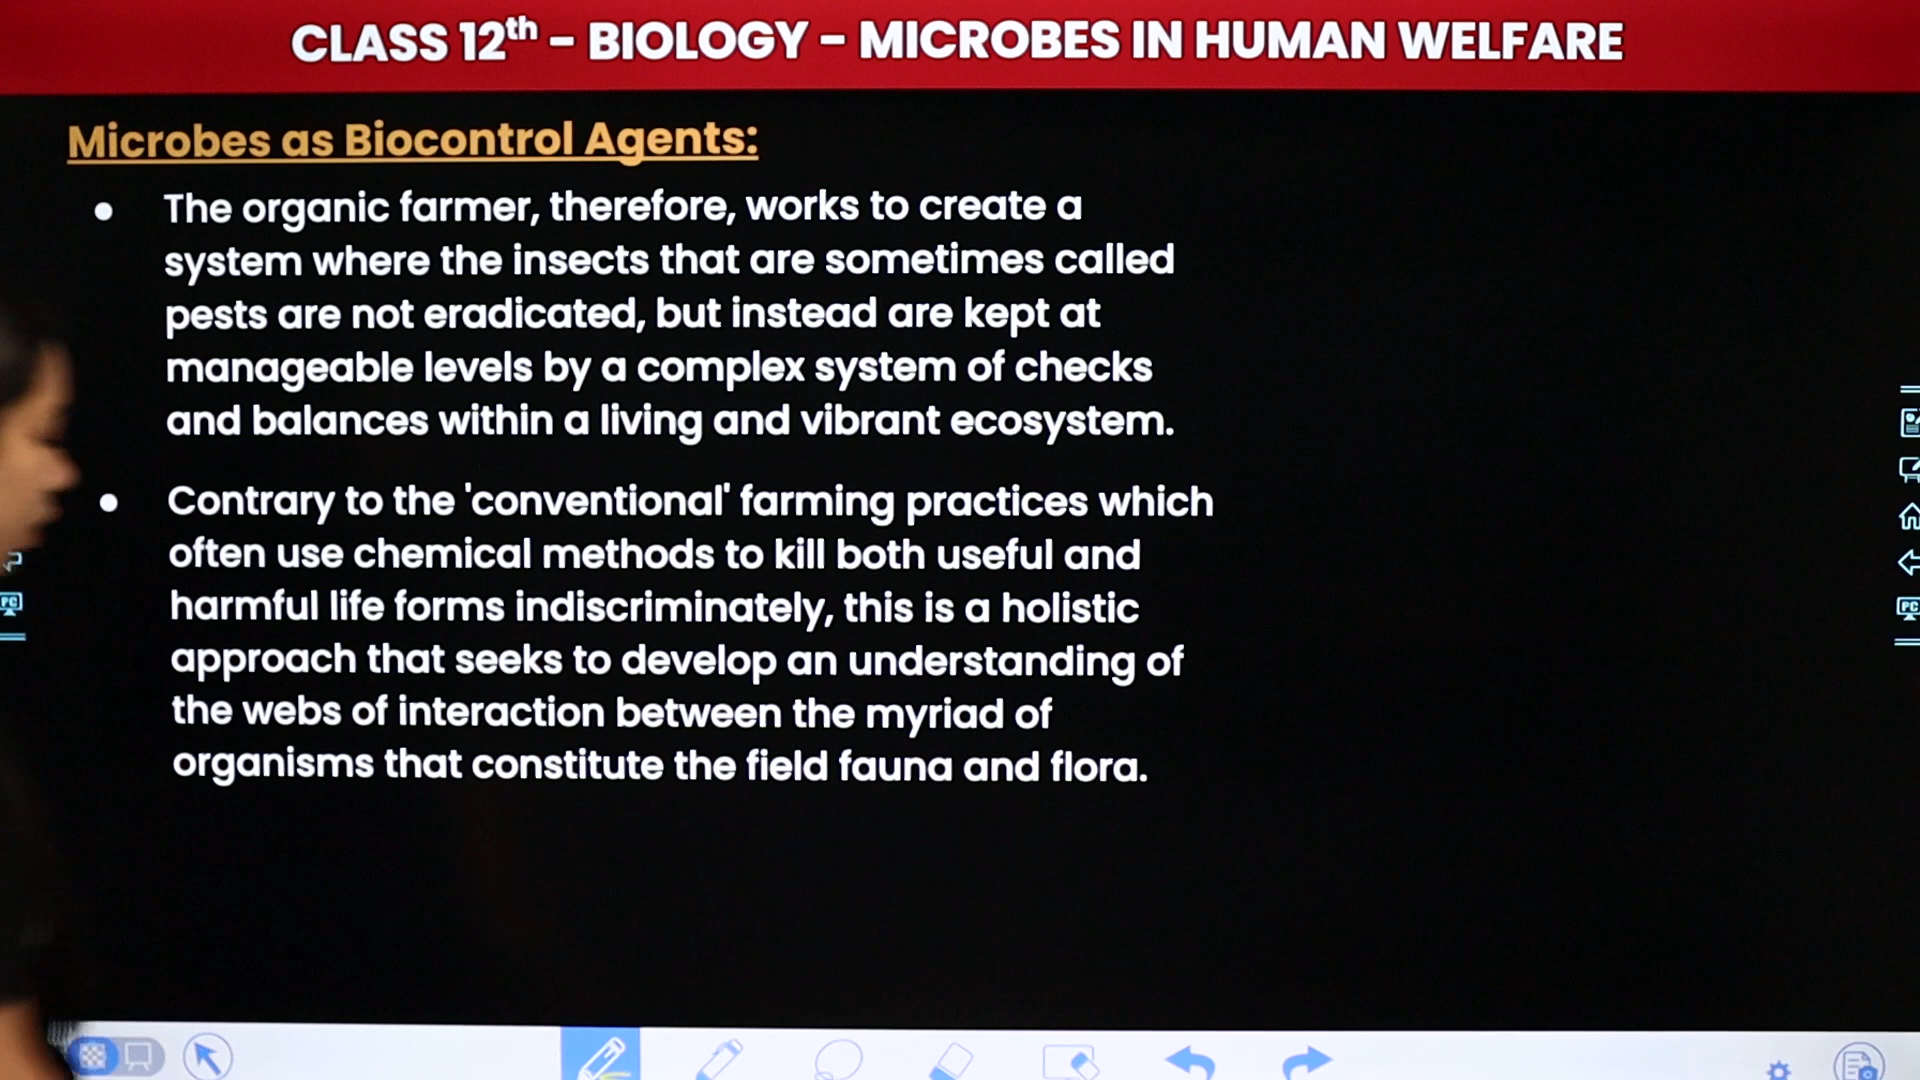 CLASS 12th – BIOLOGY – MICROBES IN HUMAN WELFARE
Microbes as Biocontrol Agents:
• The organic farmer, therefore, works to create a
system where the insects that are sometimes called
pests are not eradicated, but instead are kept at
manageable levels by a complex system of checks
and balances within a living and vibrant ecosystem.
• Contrary to the 'conventional' farming practices which
often use chemical methods to kill both useful and
harmful life forms indiscriminately, this is a holistic
approach that seeks to develop an understanding of
the webs of interaction between the myriad of
organisms that constitute the field fauna and flora.
PC
PC